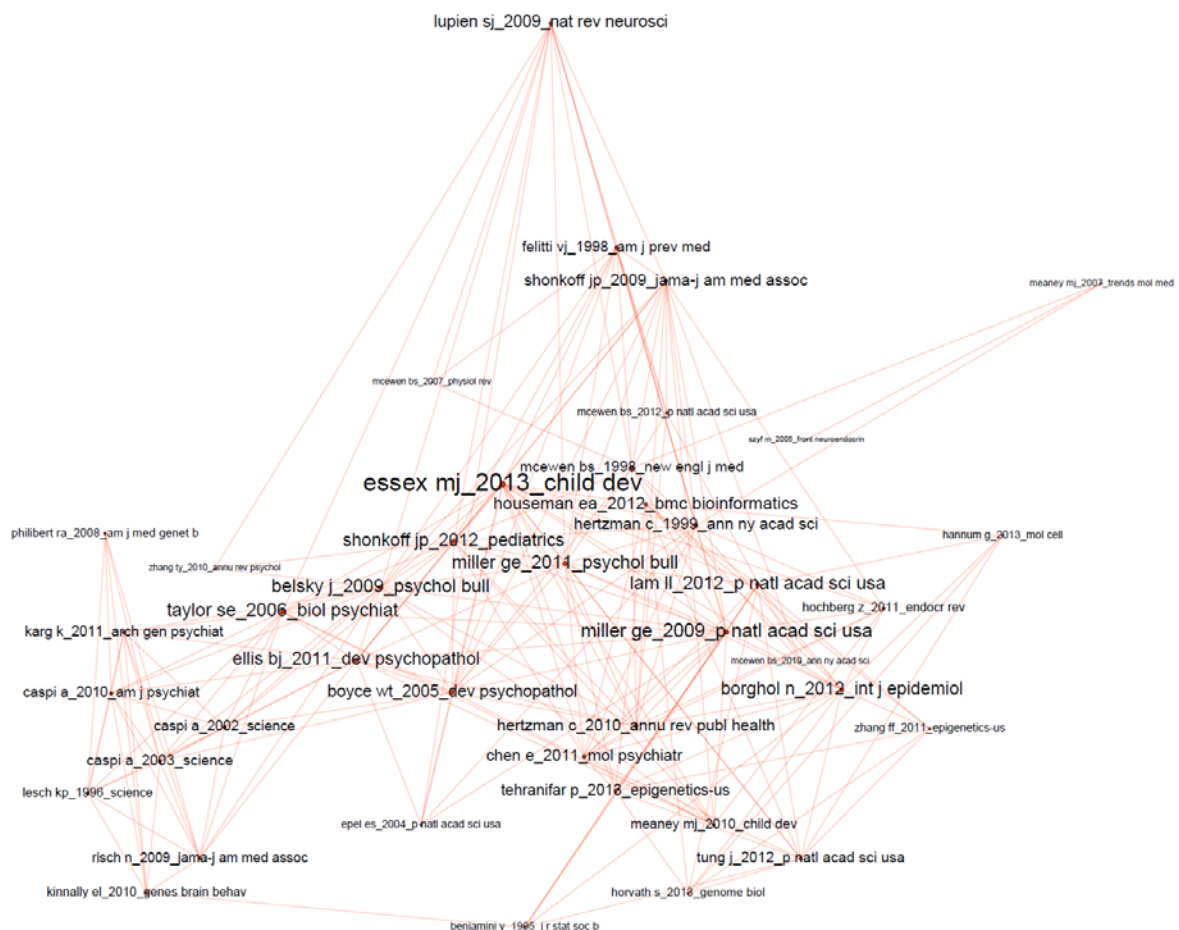 lupien sj_2009_nat rev neurosci
felitti vj_1998_am j prev med
shonkoff jp_2009_jama-j am med assoc
meaney mj_2007_trends mol med
mcewen bs_2007_physiol rev
mcewen bs_2012_p natl acad sci usa
szyf m_2005_front neuroendocrin
mcewen bs_1998_new engl j med
essex mj_2013_child dev
houseman ea_2012_bmc bioinformatics
hertzman c_1999_ann ny acad sci
philibert ra_2008_am j med genet b
shonkoff jp_2012_pediatrics
hannum g_2013_mol cell
miller ge_2011_psychol bull
zhang ty_2010_annu rev psychol
belsky j_2009_psychol bull
lam ll_2012_p natl acad sci usa
taylor se_2006_biol psychiat
hochberg z_2011_endocr rev
karg k_2011_arch gen psychiat
miller ge_2009_p natl acad sci usa
ellis bj_2011_dev psychopathol
mcewen bs_2010_ann ny acad sci
caspi a_2010_am j psychiat
boyce wt_2005_dev psychopathol
borghol n_2012_int j epidemiol
caspi a_2002_science
hertzman c_2010_annu rev publ health
zhang ff_2011_epigenetics-us
caspi a_2003_science
chen e_2011_mol psychiatr
lesch kp_1996_science
tehranifar p_2013_epigenetics-us
epel es_2004_p natl acad sci usa
meaney mj_2010_child dev
risch n_2009_jama-j am med assoc
tung j_2012_p natl acad sci usa
kinnally el_2010_genes brain behav
horvath s_2013_genome biol
benjamini y_1995_j r stat soc b